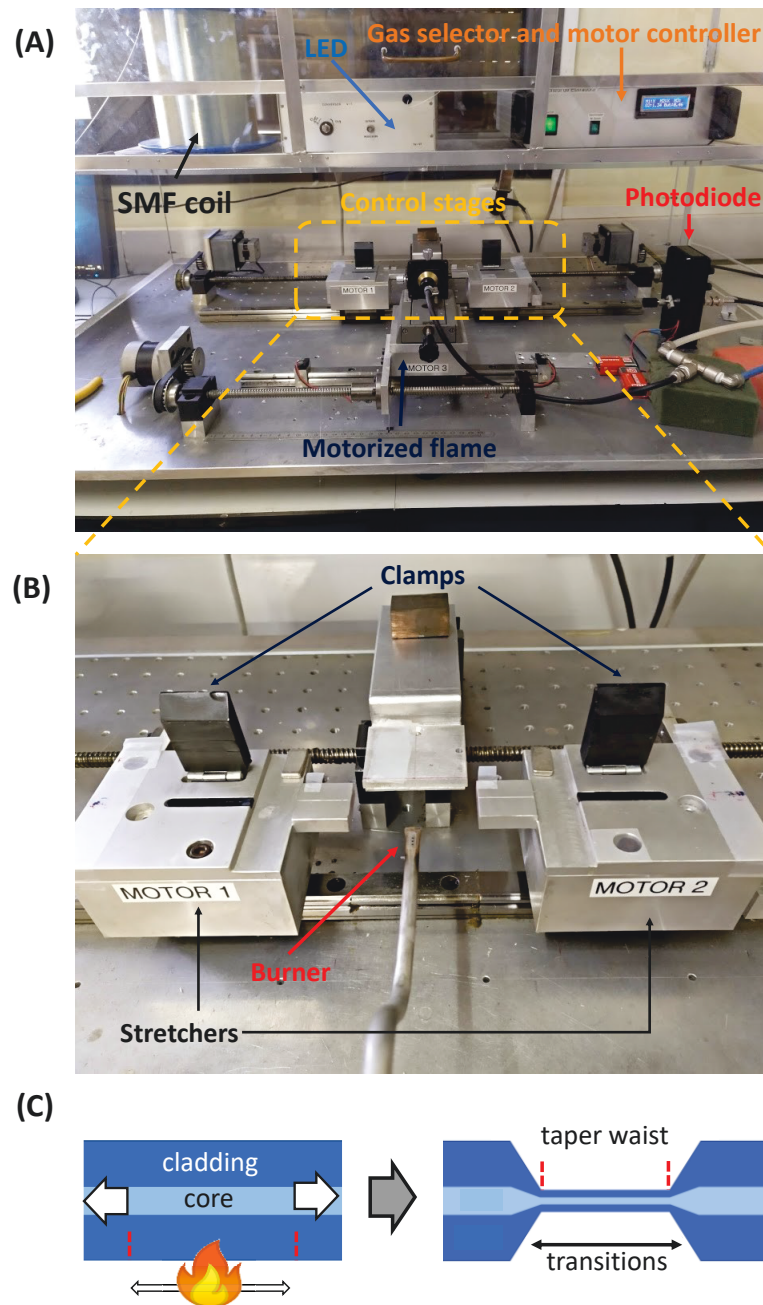 (A)
Gas selector and motor controller
LED
SMF coil
Control stages
Photodiode
MOTOR 1
MOTOR 2
MOTOR 3
Motorized flame
(B)
Clamps
MOTOR 1
MOTOR 2
Burner
Stretchers
(C)
cladding
core
taper waist
transitions